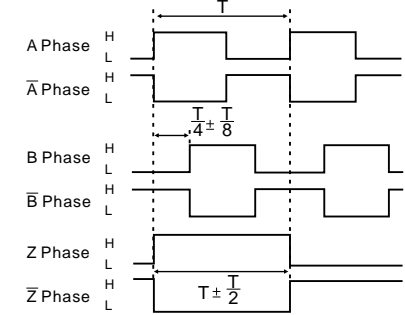 T
A Phase H
L
A̅ Phase H
L
T/4 ± T/8
B Phase H
L
B̅ Phase H
L
Z Phase H
L
T ± T/2
Z̅ Phase H
L